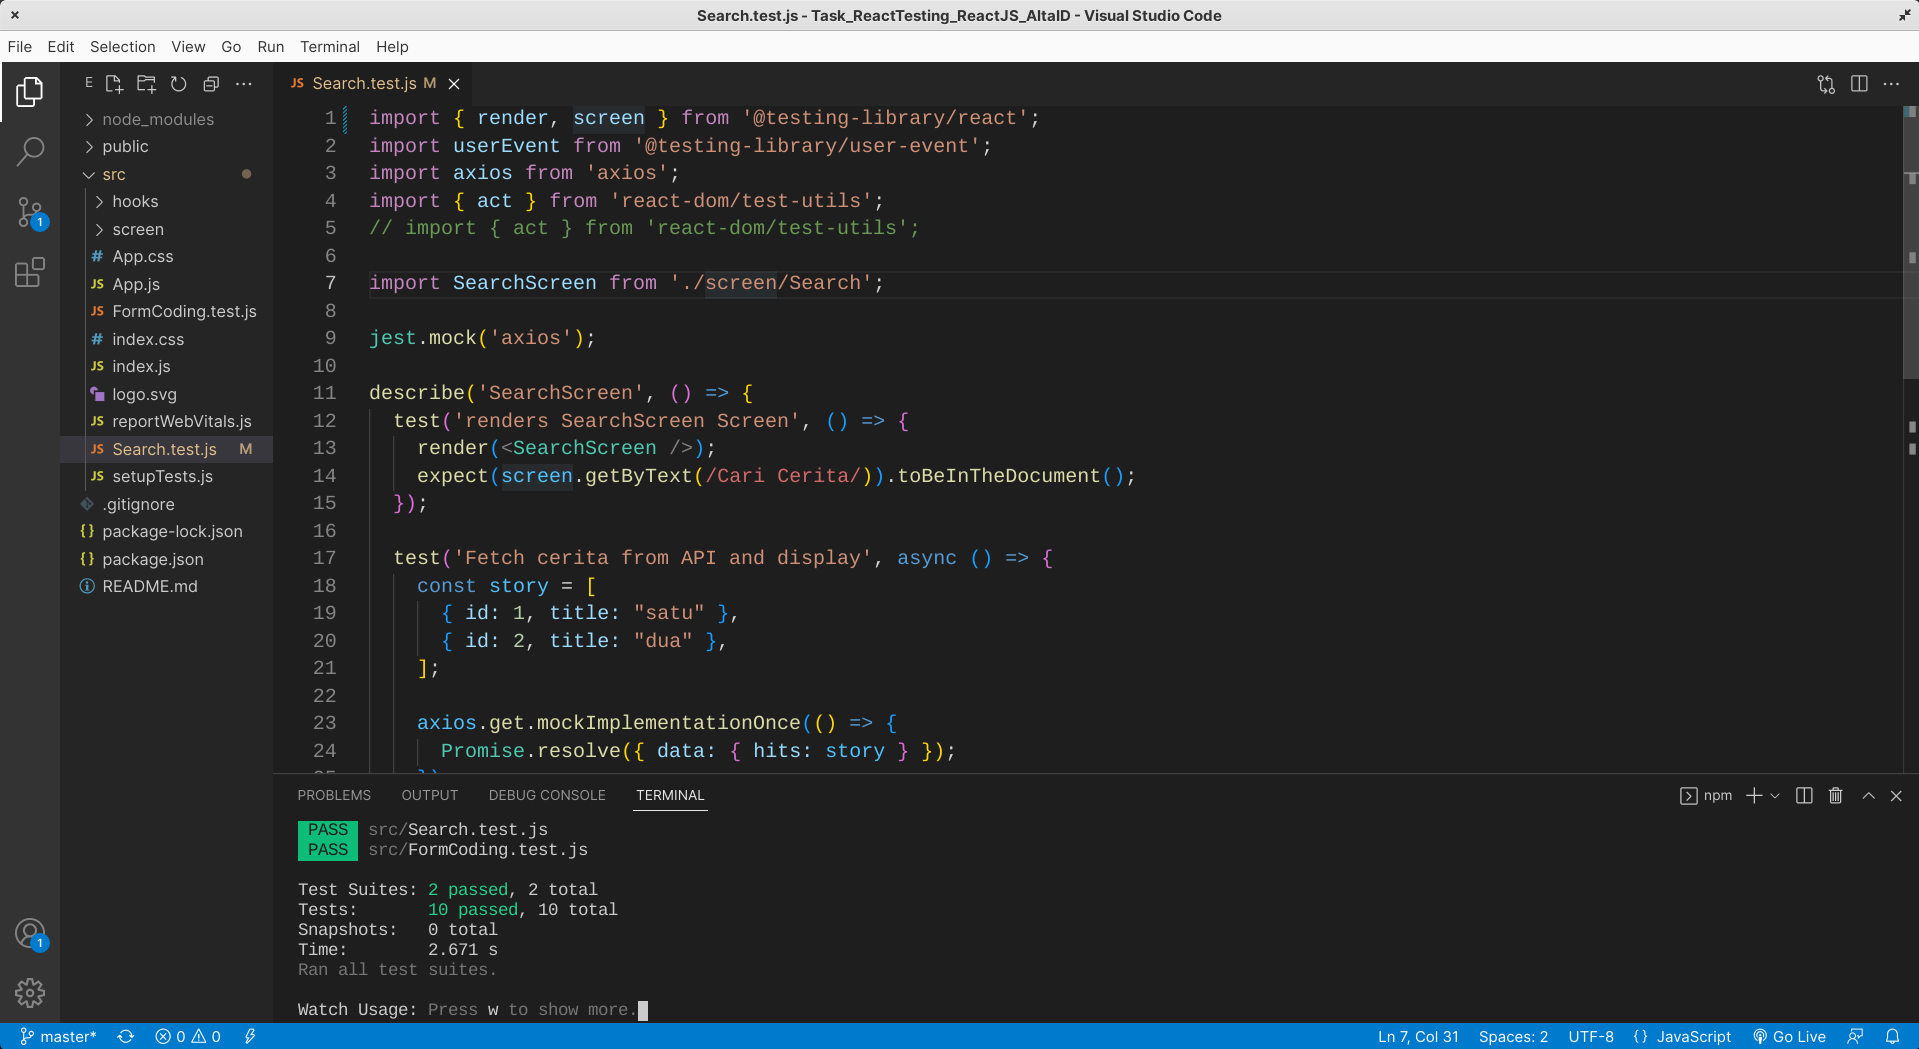 Search.test.js - Task_ReactTesting_ReactJS_AltaID - Visual Studio Code
File Edit Selection View Go Run Terminal Help
E
node_modules
public
src
hooks
screen
# App.css
JS App.js
JS FormCoding.test.js
# index.css
JS index.js
logo.svg
JS reportWebVitals.js
JS Search.test.js M
JS setupTests.js
.gitignore
{} package-lock.json
{} package.json
README.md
1
1
JS Search.test.js M
1 import { render, screen } from '@testing-library/react';
2 import userEvent from '@testing-library/user-event';
3 import axios from 'axios';
4 import { act } from 'react-dom/test-utils';
5 // import { act } from 'react-dom/test-utils';
6
7 import SearchScreen from './screen/Search';
8
9 jest.mock('axios');
10
11 describe('SearchScreen', () => {
12   test('renders SearchScreen Screen', () => {
13     render(<SearchScreen />);
14     expect(screen.getByText(/Cari Cerita/)).toBeInTheDocument();
15   });
16
17   test('Fetch cerita from API and display', async () => {
18     const story = [
19       { id: 1, title: "satu" },
20       { id: 2, title: "dua" },
21     ];
22
23     axios.get.mockImplementationOnce(() => {
24       Promise.resolve({ data: { hits: story } });
PROBLEMS OUTPUT DEBUG CONSOLE TERMINAL
npm
PASS src/Search.test.js
PASS src/FormCoding.test.js
Test Suites: 2 passed, 2 total
Tests:       10 passed, 10 total
Snapshots:   0 total
Time:        2.671 s
Ran all test suites.
Watch Usage: Press w to show more.
master* 0 0 Ln 7, Col 31 Spaces: 2 UTF-8 {} JavaScript Go Live